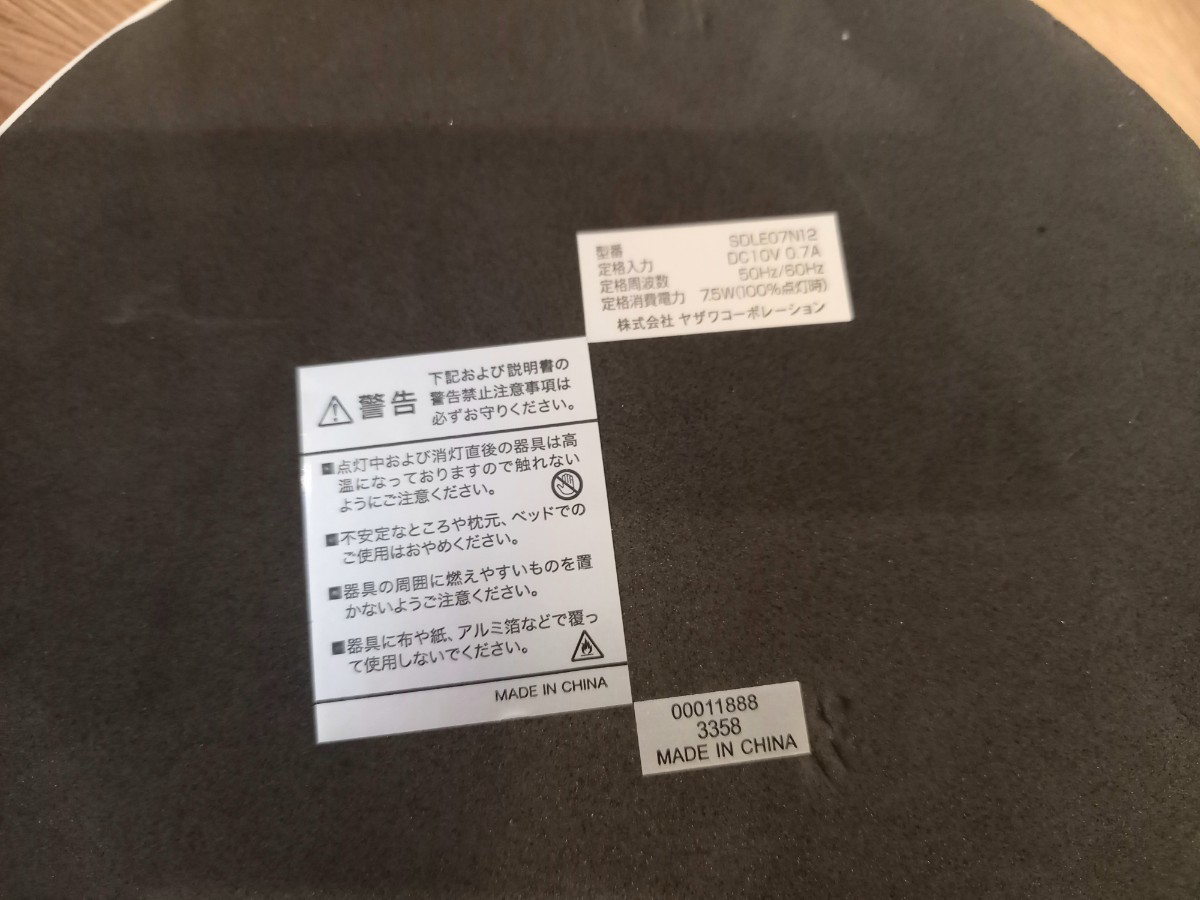 型番 SDLE07N12
定格入力 DC10V 0.7A
定格周波数 50Hz/60Hz
定格消費電力 7.5W(100%点灯時)
株式会社 ヤザワコーポレーション
警告
下記および説明書の
警告禁止注意事項は
必ずお守りください。
■点灯中および消灯直後の器具は高
温になっておりますので触れない
ようにご注意ください。
■不安定なところや枕元、ベッドでの
ご使用はおやめください。
■器具の周囲に燃えやすいものを置
かないようご注意ください。
■器具に布や紙、アルミ箔などで覆っ
て使用しないでください。
MADE IN CHINA
00011888
3358
MADE IN CHINA